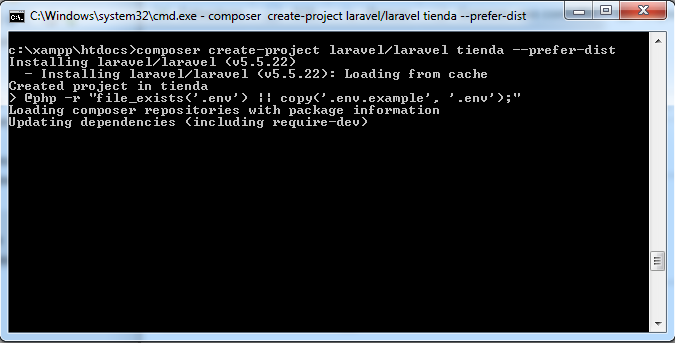 C:\Windows\system32\cmd.exe - composer  create-project laravel/laravel tienda --prefer-dist
c:\xampp\htdocs>composer create-project laravel/laravel tienda --prefer-dist
Installing laravel/laravel (v5.5.22)
  - Installing laravel/laravel (v5.5.22): Loading from cache
Created project in tienda
> @php -r "file_exists('.env') || copy('.env.example', '.env');"
Loading composer repositories with package information
Updating dependencies (including require-dev)